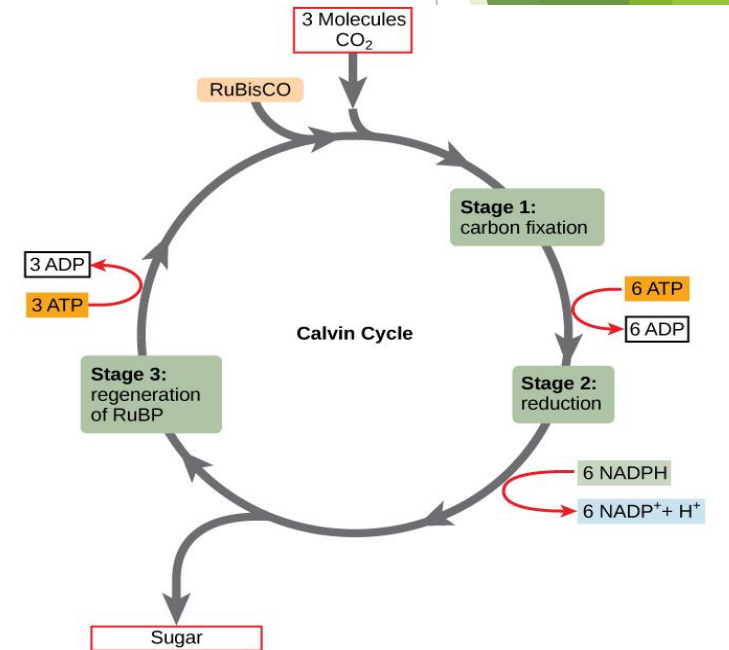 3 Molecules
CO₂
RuBisCO
Stage 1:
carbon fixation
3 ADP
3 ATP
6 ATP
6 ADP
Calvin Cycle
Stage 3:
regeneration
of RuBP
Stage 2:
reduction
6 NADPH
6 NADP⁺+ H⁺
Sugar